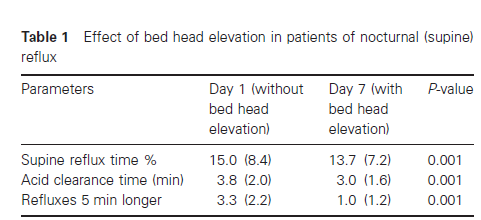 Table 1 Effect of bed head elevation in patients of nocturnal (supine)
reflux
Parameters Day 1 (without Day 7 (with P-value
bed head bed head
elevation) elevation)
Supine reflux time % 15.0 (8.4) 13.7 (7.2) 0.001
Acid clearance time (min) 3.8 (2.0) 3.0 (1.6) 0.001
Refluxes 5 min longer 3.3 (2.2) 1.0 (1.2) 0.001